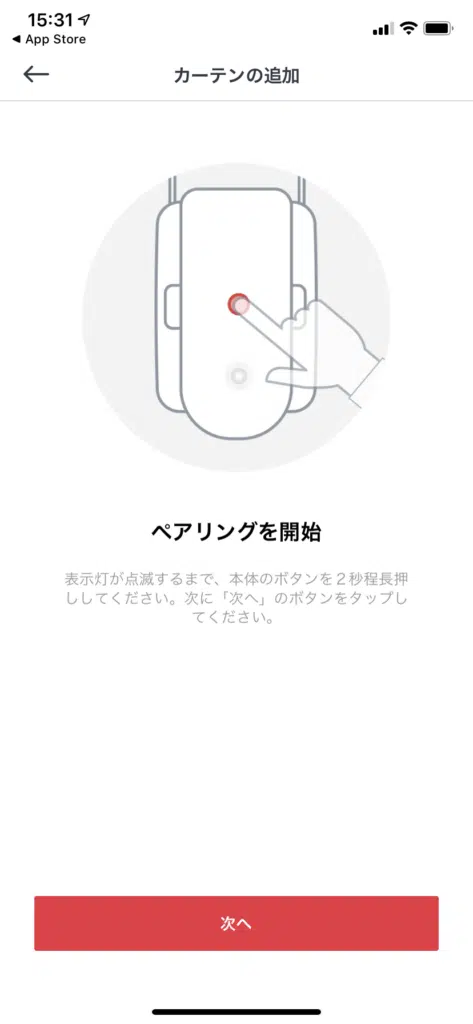 15:31
◀ App Store
カーテンの追加
ペアリングを開始
表示灯が点滅するまで、本体のボタンを２秒程長押
ししてください。次に「次へ」のボタンをタップし
てください。
次へ